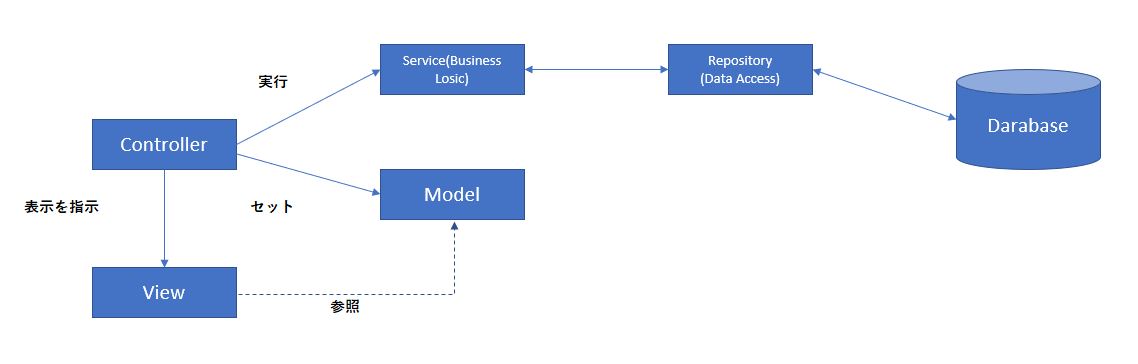 Service(Business
Logic)
Repository
(Data Access)
実行
Darabase
Controller
Model
表示を指示
セット
View
参照